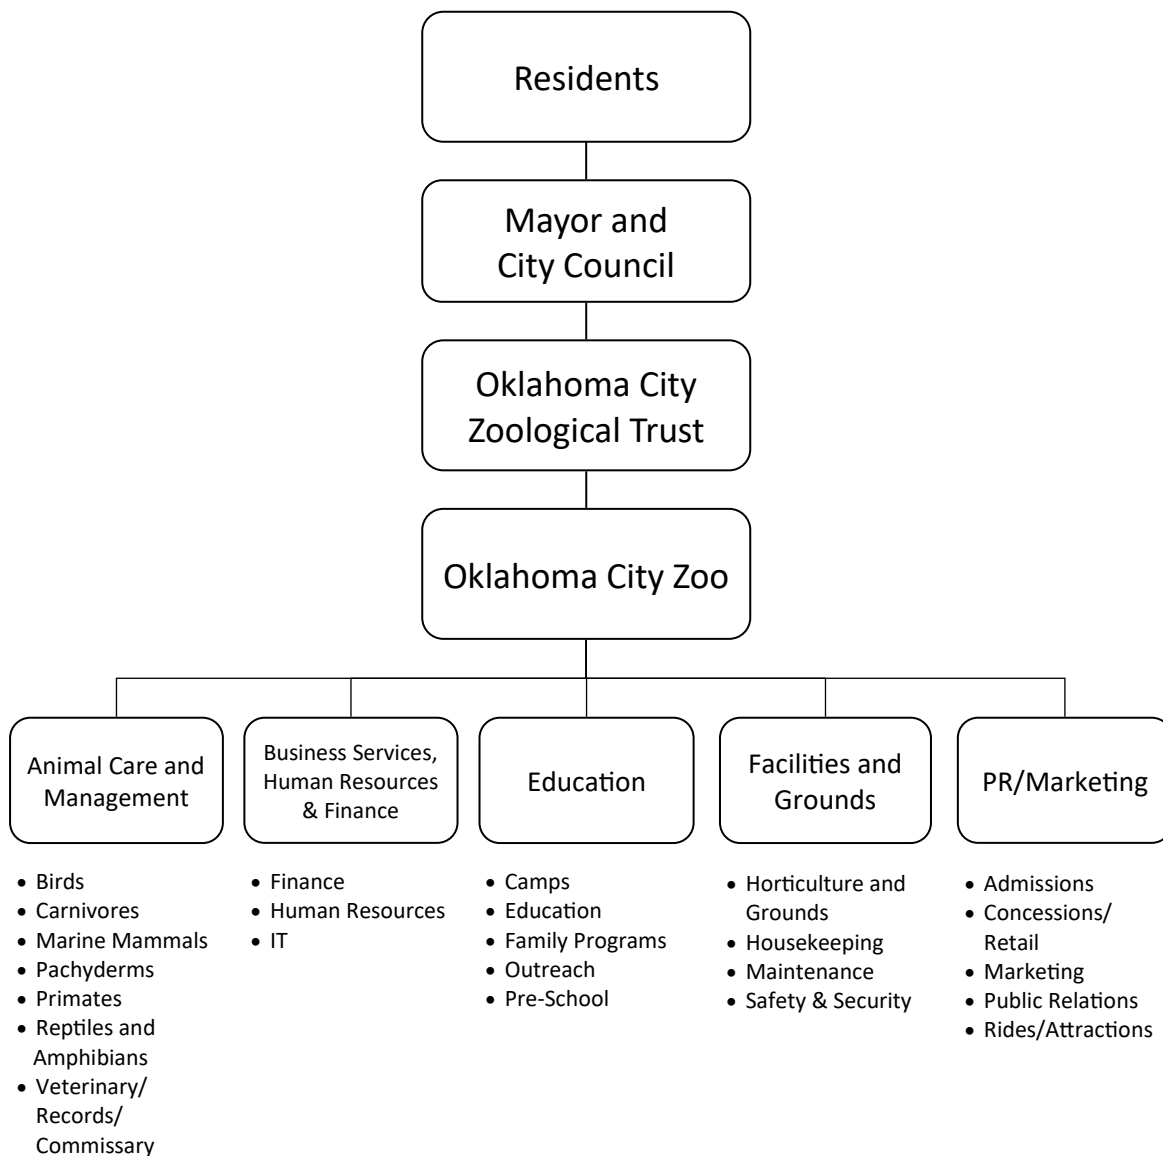 Residents
Mayor and
City Council
Oklahoma City
Zoological Trust
Oklahoma City Zoo
Animal Care and
Management
Business Services,
Human Resources
& Finance
Education
Facilities and
Grounds
PR/Marketing
• Birds
• Carnivores
• Marine Mammals
• Pachyderms
• Primates
• Reptiles and
Amphibians
• Veterinary/
Records/
Commissary
• Finance
• Human Resources
• IT
• Camps
• Education
• Family Programs
• Outreach
• Pre-School
• Horticulture and
Grounds
• Housekeeping
• Maintenance
• Safety & Security
• Admissions
• Concessions/
Retail
• Marketing
• Public Relations
• Rides/Attractions